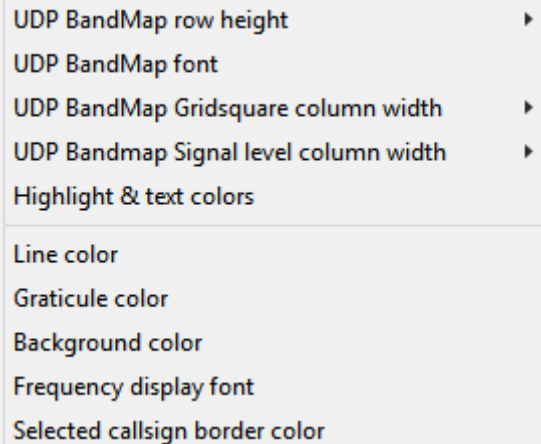 UDP BandMap row height
UDP BandMap font
UDP BandMap Gridsquare column width
UDP Bandmap Signal level column width
Highlight & text colors
Line color
Graticule color
Background color
Frequency display font
Selected callsign border color